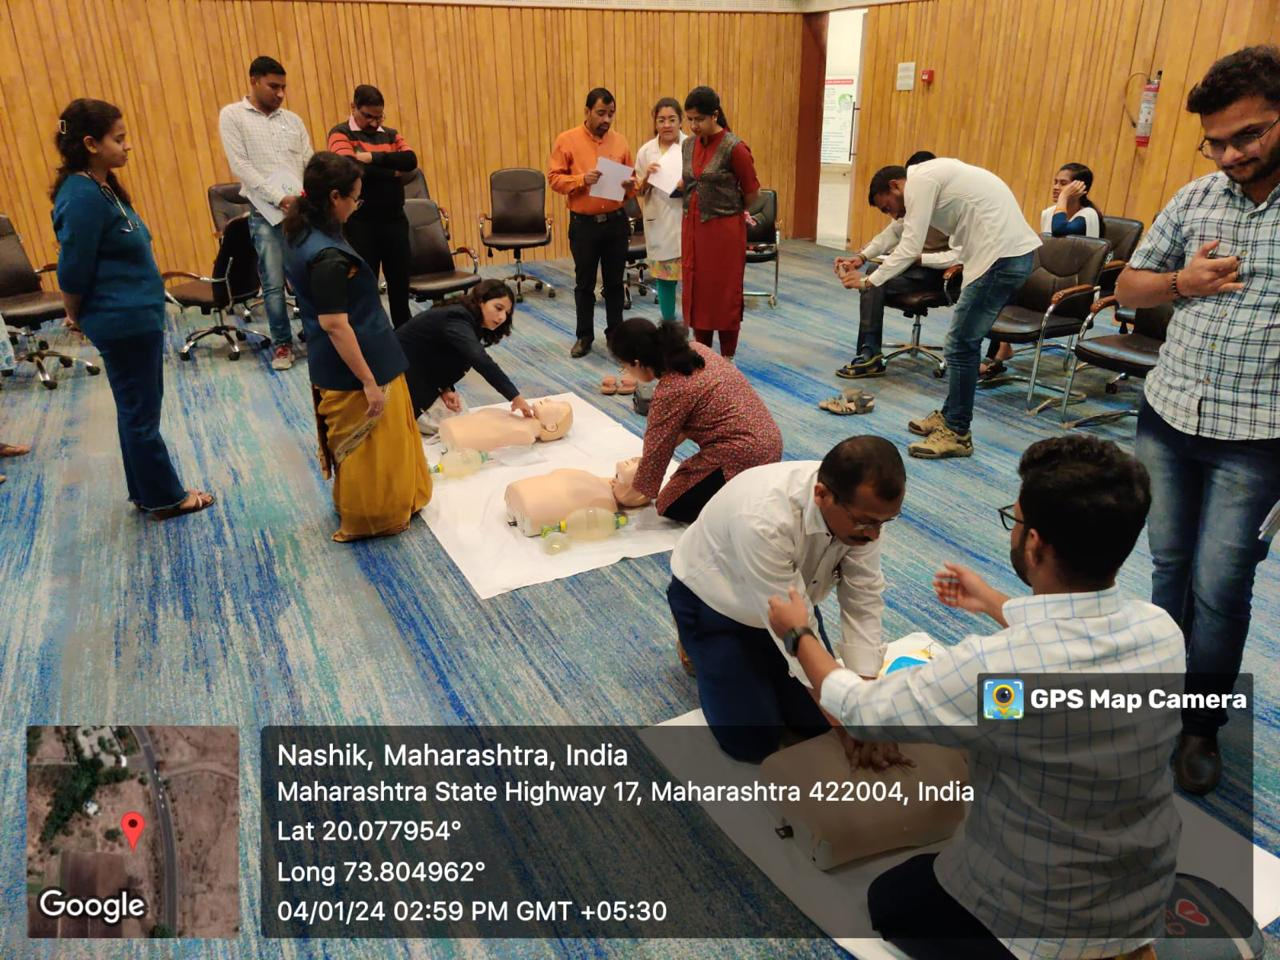 GPS Map Camera
Nashik, Maharashtra, India
Maharashtra State Highway 17, Maharashtra 422004, India
Lat 20.077954°
Long 73.804962°
04/01/24 02:59 PM GMT +05:30
Google